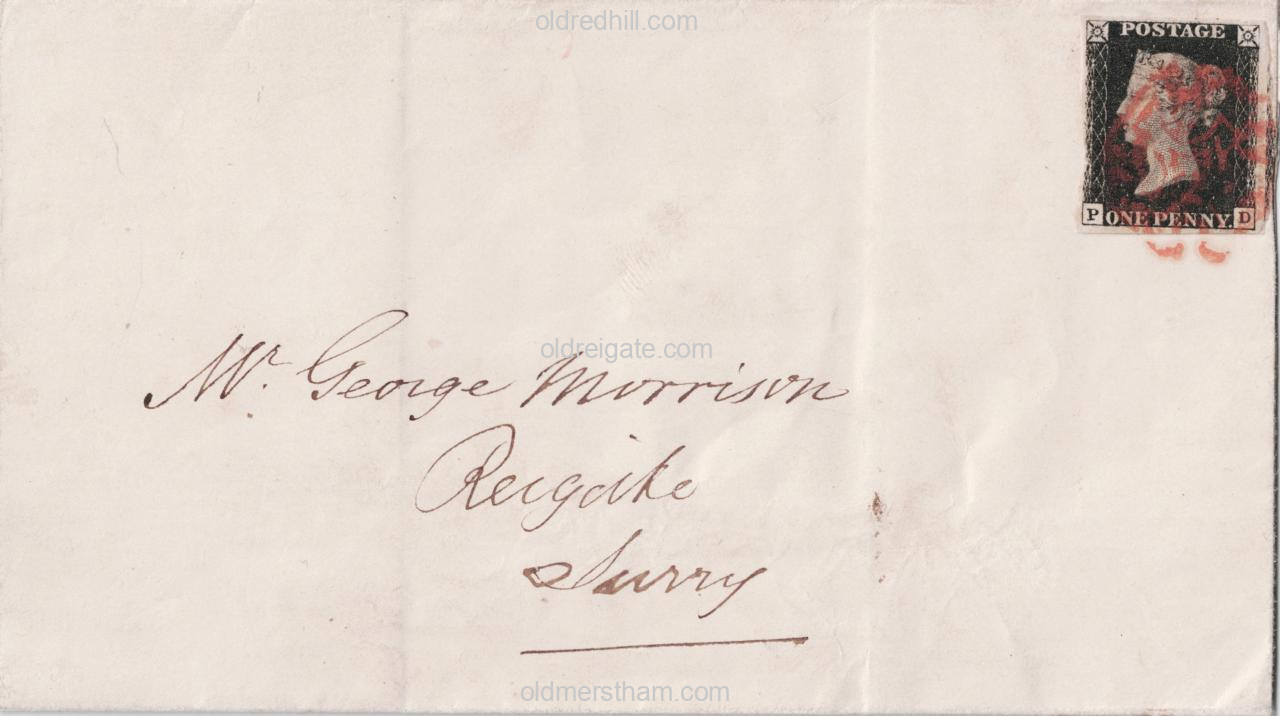 oldredhill.com
POSTAGE
P ONE PENNY. D
oldreigate.com
Mr. George Morrison
Reigate
Surry
oldmerstham.com